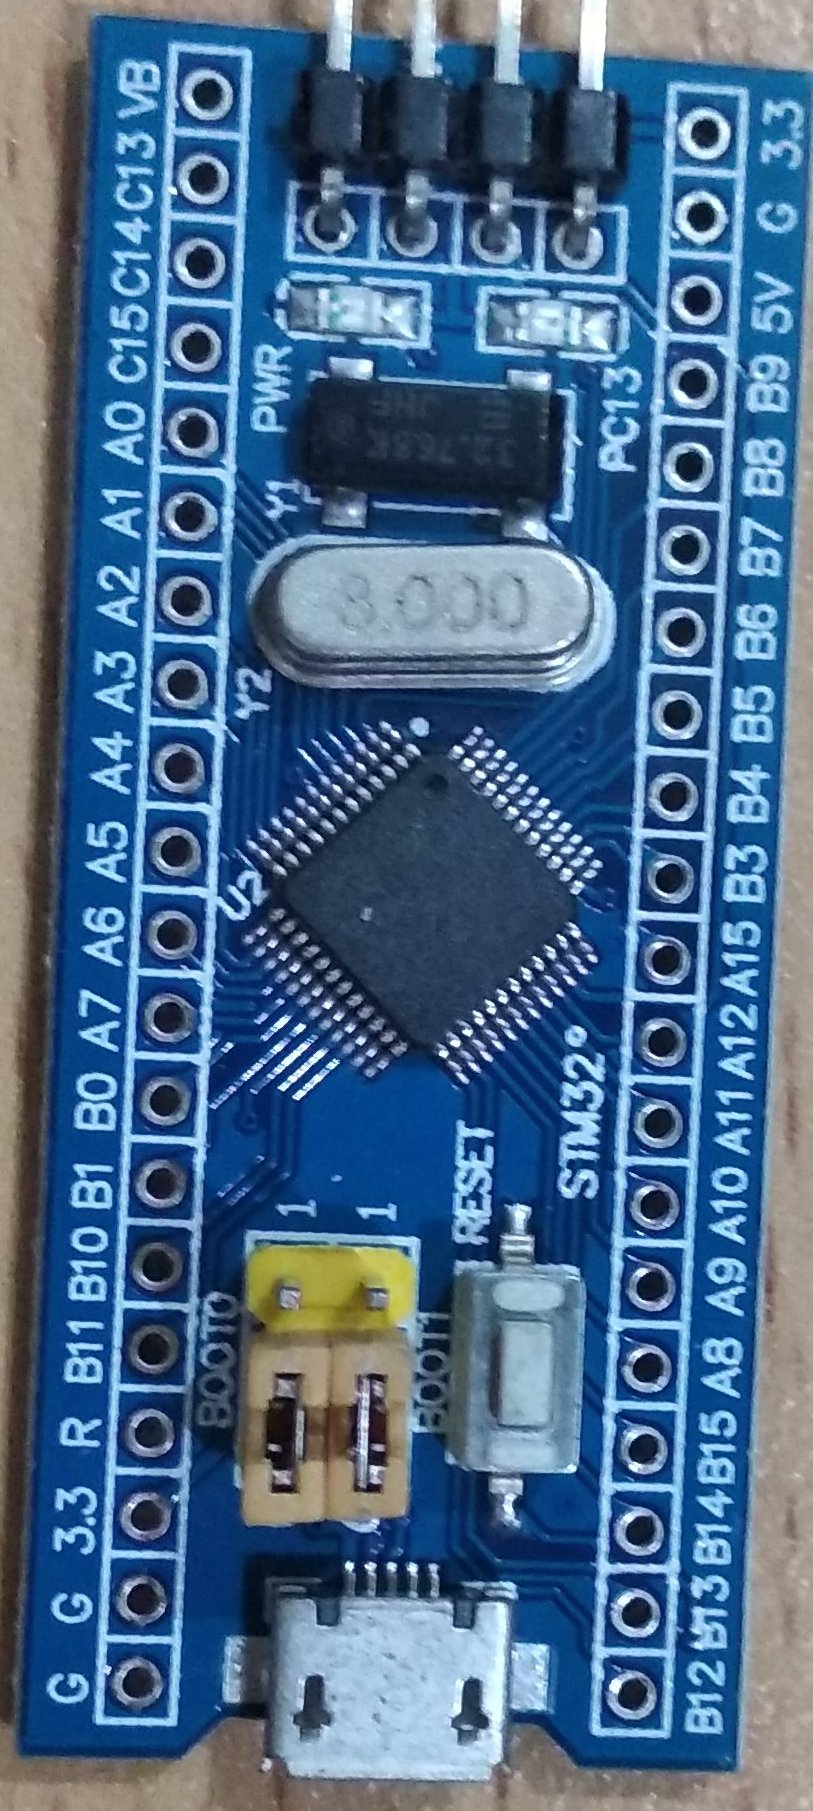 VB
C13
C14
C15
A0
A1
A2
A3
A4
A5
A6
A7
B0
B1
B10
B11
R
3.3
G
G
PWR
PC13
32.768K
Y1
8.000
Y2
U2
STM32
RESET
1 1
BOOT0
BOOT1
3.3
G
5V
B9
B8
B7
B6
B5
B4
B3
A15
A12
A11
A10
A9
A8
B15
B14
B13
B12